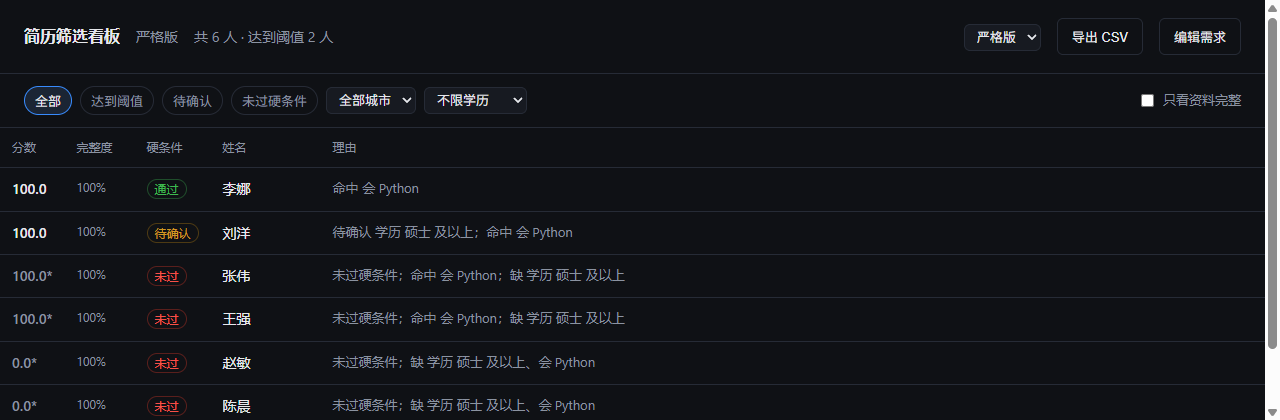 简历筛选看板 严格版 共 6 人 · 达到阈值 2 人 严格版 导出 CSV 编辑需求
全部 达到阈值 待确认 未过硬条件 全部城市 不限学历 只看资料完整
分数 完整度 硬条件 姓名 理由
100.0 100% 通过 李娜 命中 会 Python
100.0 100% 待确认 刘洋 待确认 学历 硕士 及以上；命中 会 Python
100.0* 100% 未过 张伟 未过硬条件；命中 会 Python；缺 学历 硕士 及以上
100.0* 100% 未过 王强 未过硬条件；命中 会 Python；缺 学历 硕士 及以上
0.0* 100% 未过 赵敏 未过硬条件；缺 学历 硕士 及以上、会 Python
0.0* 100% 未过 陈晨 未过硬条件；缺 学历 硕士 及以上、会 Python